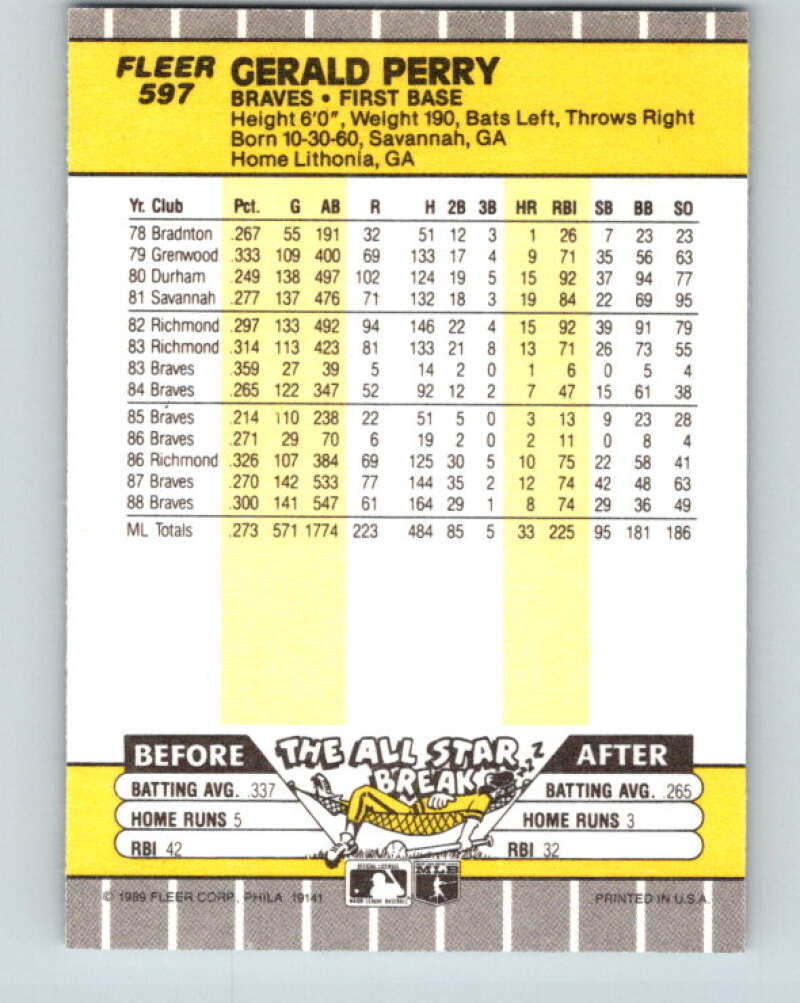 FLEER GERALD PERRY
597 BRAVES • FIRST BASE
Height 6'0", Weight 190, Bats Left, Throws Right
Born 10-30-60, Savannah, GA
Home Lithonia, GA
Yr. Club Pct. G AB R H 2B 3B HR RBI SB BB SO
78 Bradnton .267 55 191 32 51 12 3 1 26 7 23 23
79 Grenwood .333 109 400 69 133 17 4 9 71 35 56 63
80 Durham .249 138 497 102 124 19 5 15 92 37 94 77
81 Savannah .277 137 476 71 132 18 3 19 84 22 69 95
82 Richmond .297 133 492 94 146 22 4 15 92 39 91 79
83 Richmond .314 113 423 81 133 21 8 13 71 26 73 55
83 Braves .359 27 39 5 14 2 0 1 6 0 5 4
84 Braves .265 122 347 52 92 12 2 7 47 15 61 38
85 Braves .214 110 238 22 51 5 0 3 13 9 23 28
86 Braves .271 29 70 6 19 2 0 2 11 0 8 4
86 Richmond .326 107 384 69 125 30 5 10 75 22 58 41
87 Braves .270 142 533 77 144 35 2 12 74 42 48 63
88 Braves .300 141 547 61 164 29 1 8 74 29 36 49
ML Totals .273 571 1774 223 484 85 5 33 225 95 181 186
BEFORE THE ALL STAR BREAK ZZZ AFTER
BATTING AVG. .337 BATTING AVG. .265
HOME RUNS 5 HOME RUNS 3
RBI 42 RBI 32
OFFICIAL LICENSEE
MAJOR LEAGUE BASEBALL
MLB
© 1989 FLEER CORP., PHILA. 19141 PRINTED IN U.S.A.